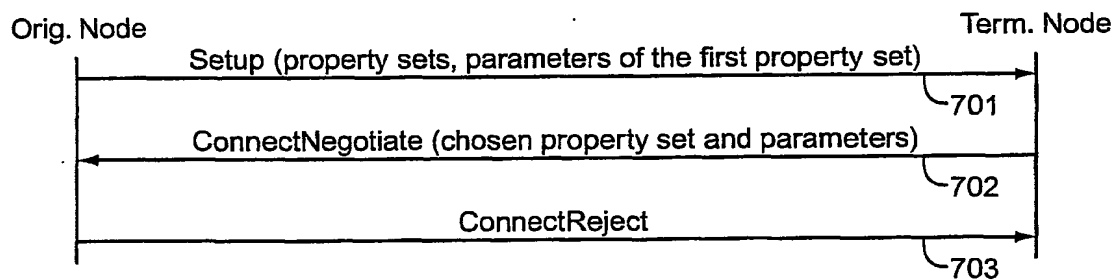 Orig. Node
Term. Node
Setup (property sets, parameters of the first property set)
701
ConnectNegotiate (chosen property set and parameters)
702
ConnectReject
703